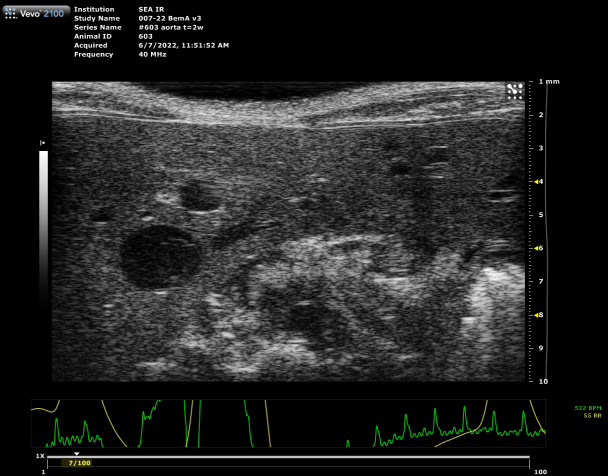 Vevo 2100
Institution SEA IR
Study Name 007-22 BemA v3
Series Name #603 aorta t=2w
Animal ID 603
Acquired 6/7/2022, 11:51:52 AM
Frequency 40 MHz
1 mm
2
3
4
5
6
7
8
9
10
522 BPM
55 RR
1X
7/100
1
100